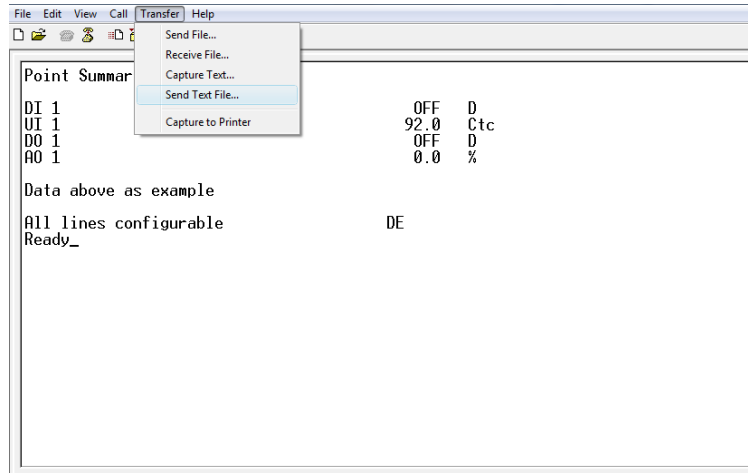 File Edit View Call Transfer Help
Send File...
Receive File...
Capture Text...
Send Text File...
Capture to Printer
Point Summar
DI 1 OFF D
UI 1 92.0 Ctc
DO 1 OFF D
AO 1 0.0 %
Data above as example
All lines configurable DE
Ready_